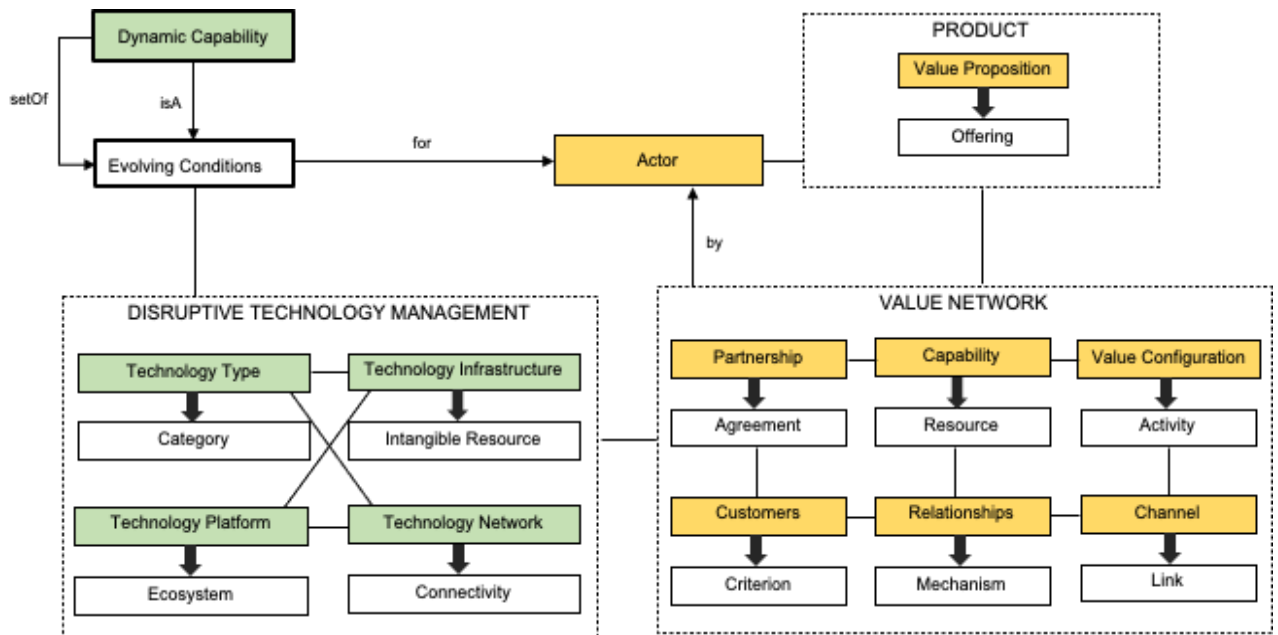 Dynamic Capability
PRODUCT
Value Proposition
setOf
isA
Offering
for
Evolving Conditions
Actor
by
DISRUPTIVE TECHNOLOGY MANAGEMENT
Technology Type
Technology Infrastructure
Category
Intangible Resource
Technology Platform
Technology Network
Ecosystem
Connectivity
VALUE NETWORK
Partnership
Capability
Value Configuration
Agreement
Resource
Activity
Customers
Relationships
Channel
Criterion
Mechanism
Link